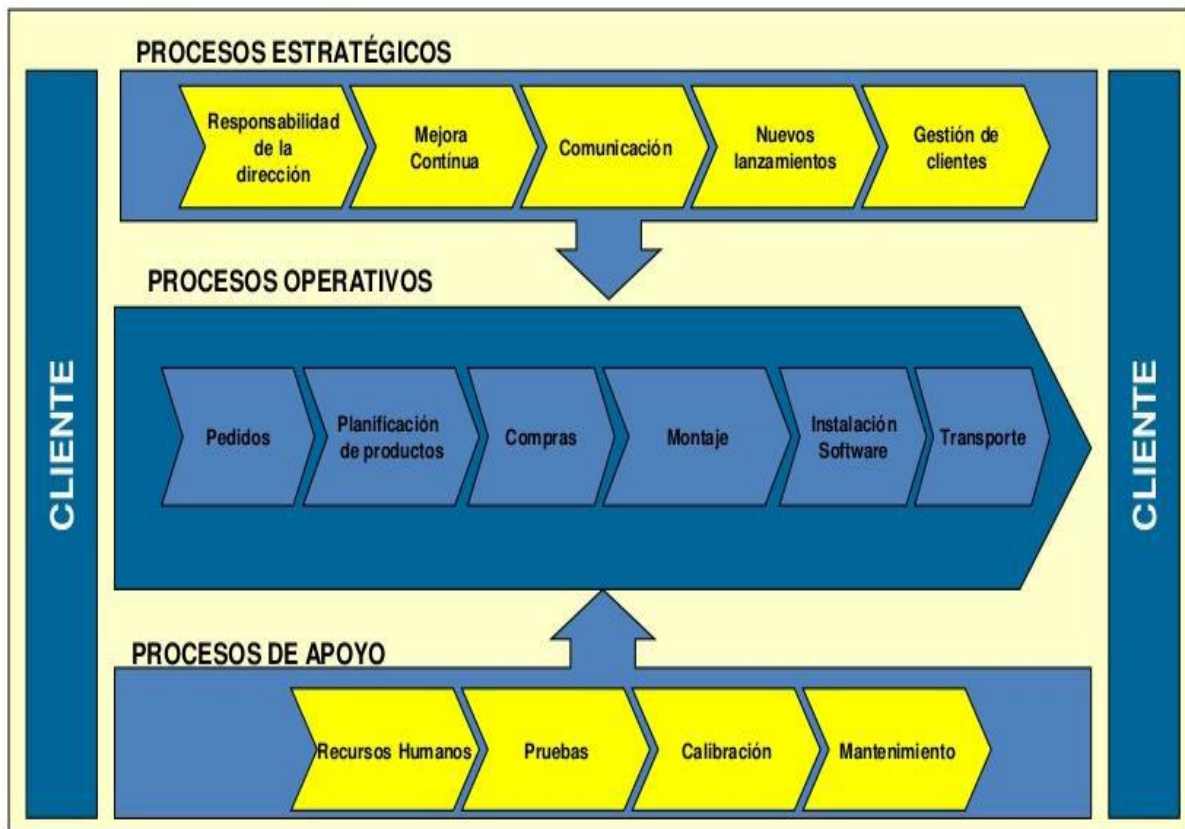 PROCESOS ESTRATÉGICOS
Responsabilidad
de la
dirección
Mejora
Contínua
Comunicación
Nuevos
lanzamientos
Gestión de
clientes
PROCESOS OPERATIVOS
CLIENTE
Pedidos
Planificación
de productos
Compras
Montaje
Instalación
Software
Transporte
CLIENTE
PROCESOS DE APOYO
Recursos Humanos
Pruebas
Calibración
Mantenimiento